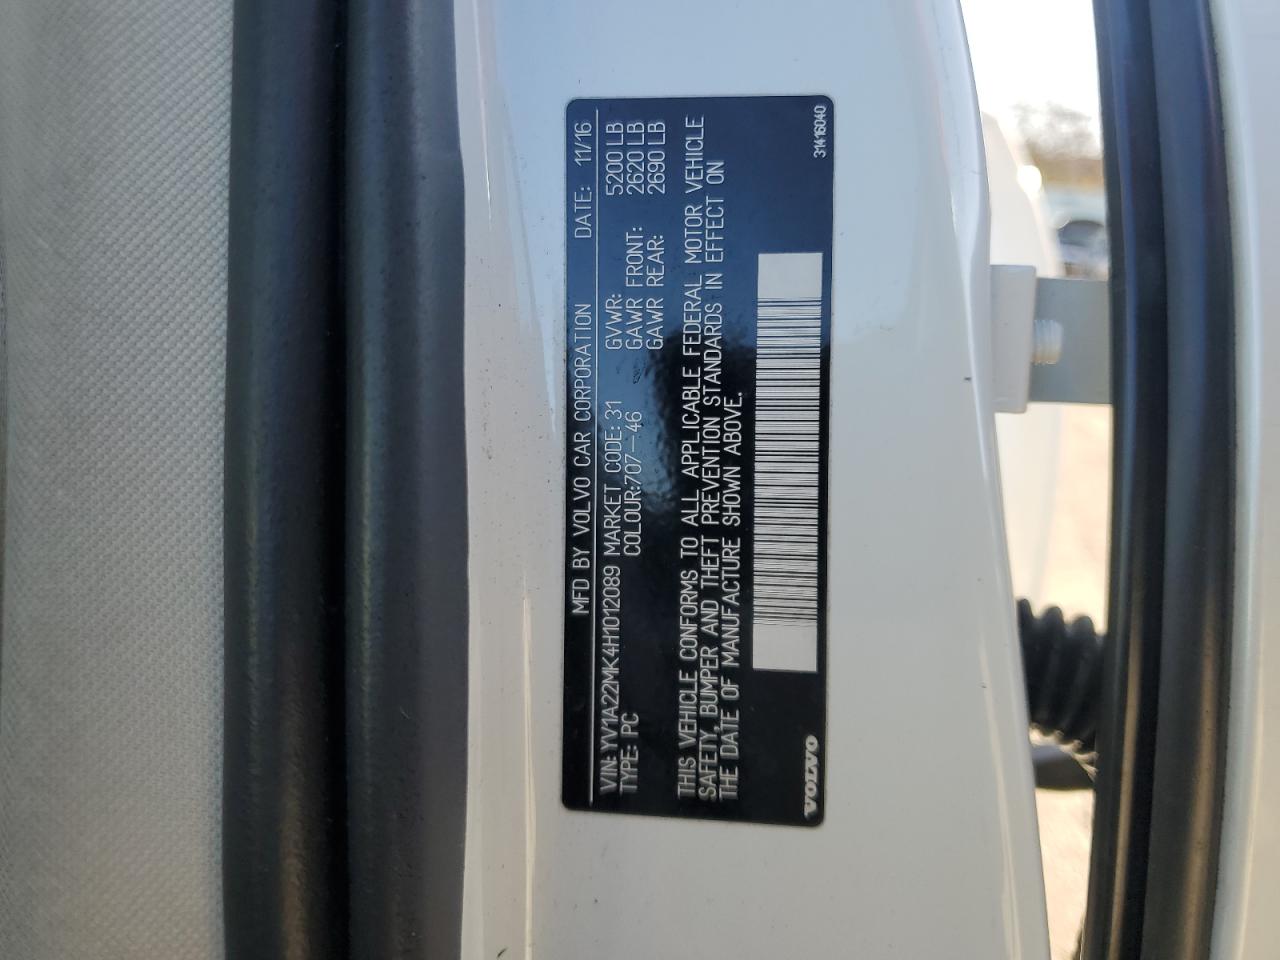 MFD BY VOLVO CAR CORPORATION DATE: 11/16
VIN: YV1A22MK4H1012089 MARKET CODE: 31 GVWR: 5200 LB
TYPE: PC COLOUR:707-46 GAWR FRONT: 2620 LB
GAWR REAR: 2690 LB
THIS VEHICLE CONFORMS TO ALL APPLICABLE FEDERAL MOTOR VEHICLE
SAFETY, BUMPER AND THEFT PREVENTION STANDARDS IN EFFECT ON
THE DATE OF MANUFACTURE SHOWN ABOVE.
VOLVO 31416040